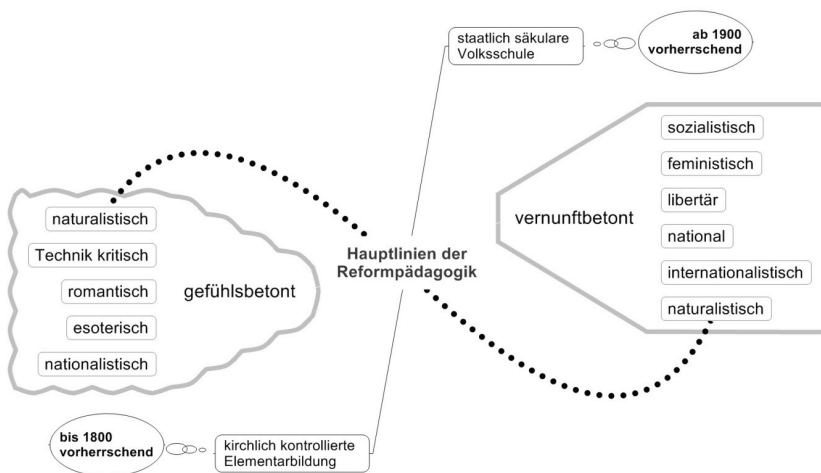 staatlich säkulare
Volksschule
ab 1900
vorherrschend
sozialistisch
feministisch
libertär
national
internationalistisch
naturalistisch
vernunftbetont
Hauptlinien der
Reformpädagogik
naturalistisch
Technik kritisch
romantisch
esoterisch
nationalistisch
gefühlsbetont
bis 1800
vorherrschend
kirchlich kontrollierte
Elementarbildung